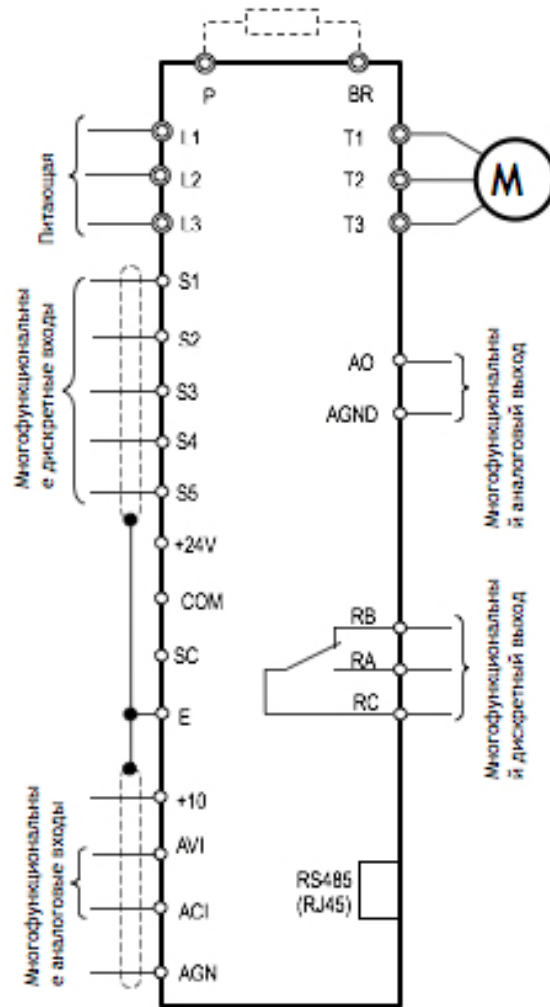 P
BR
Питающая
L1
L2
L3
T1
T2
T3
M
Многофункциональны
е дискретные входы
S1
S2
S3
S4
S5
+24V
COM
SC
E
AO
AGND
Многофункциональны
й аналоговый выход
RB
RA
RC
Многофункциональны
й дискретный выход
Многофункциональны
е аналоговые входы
+10
AVI
ACI
AGN
RS485
(RJ45)